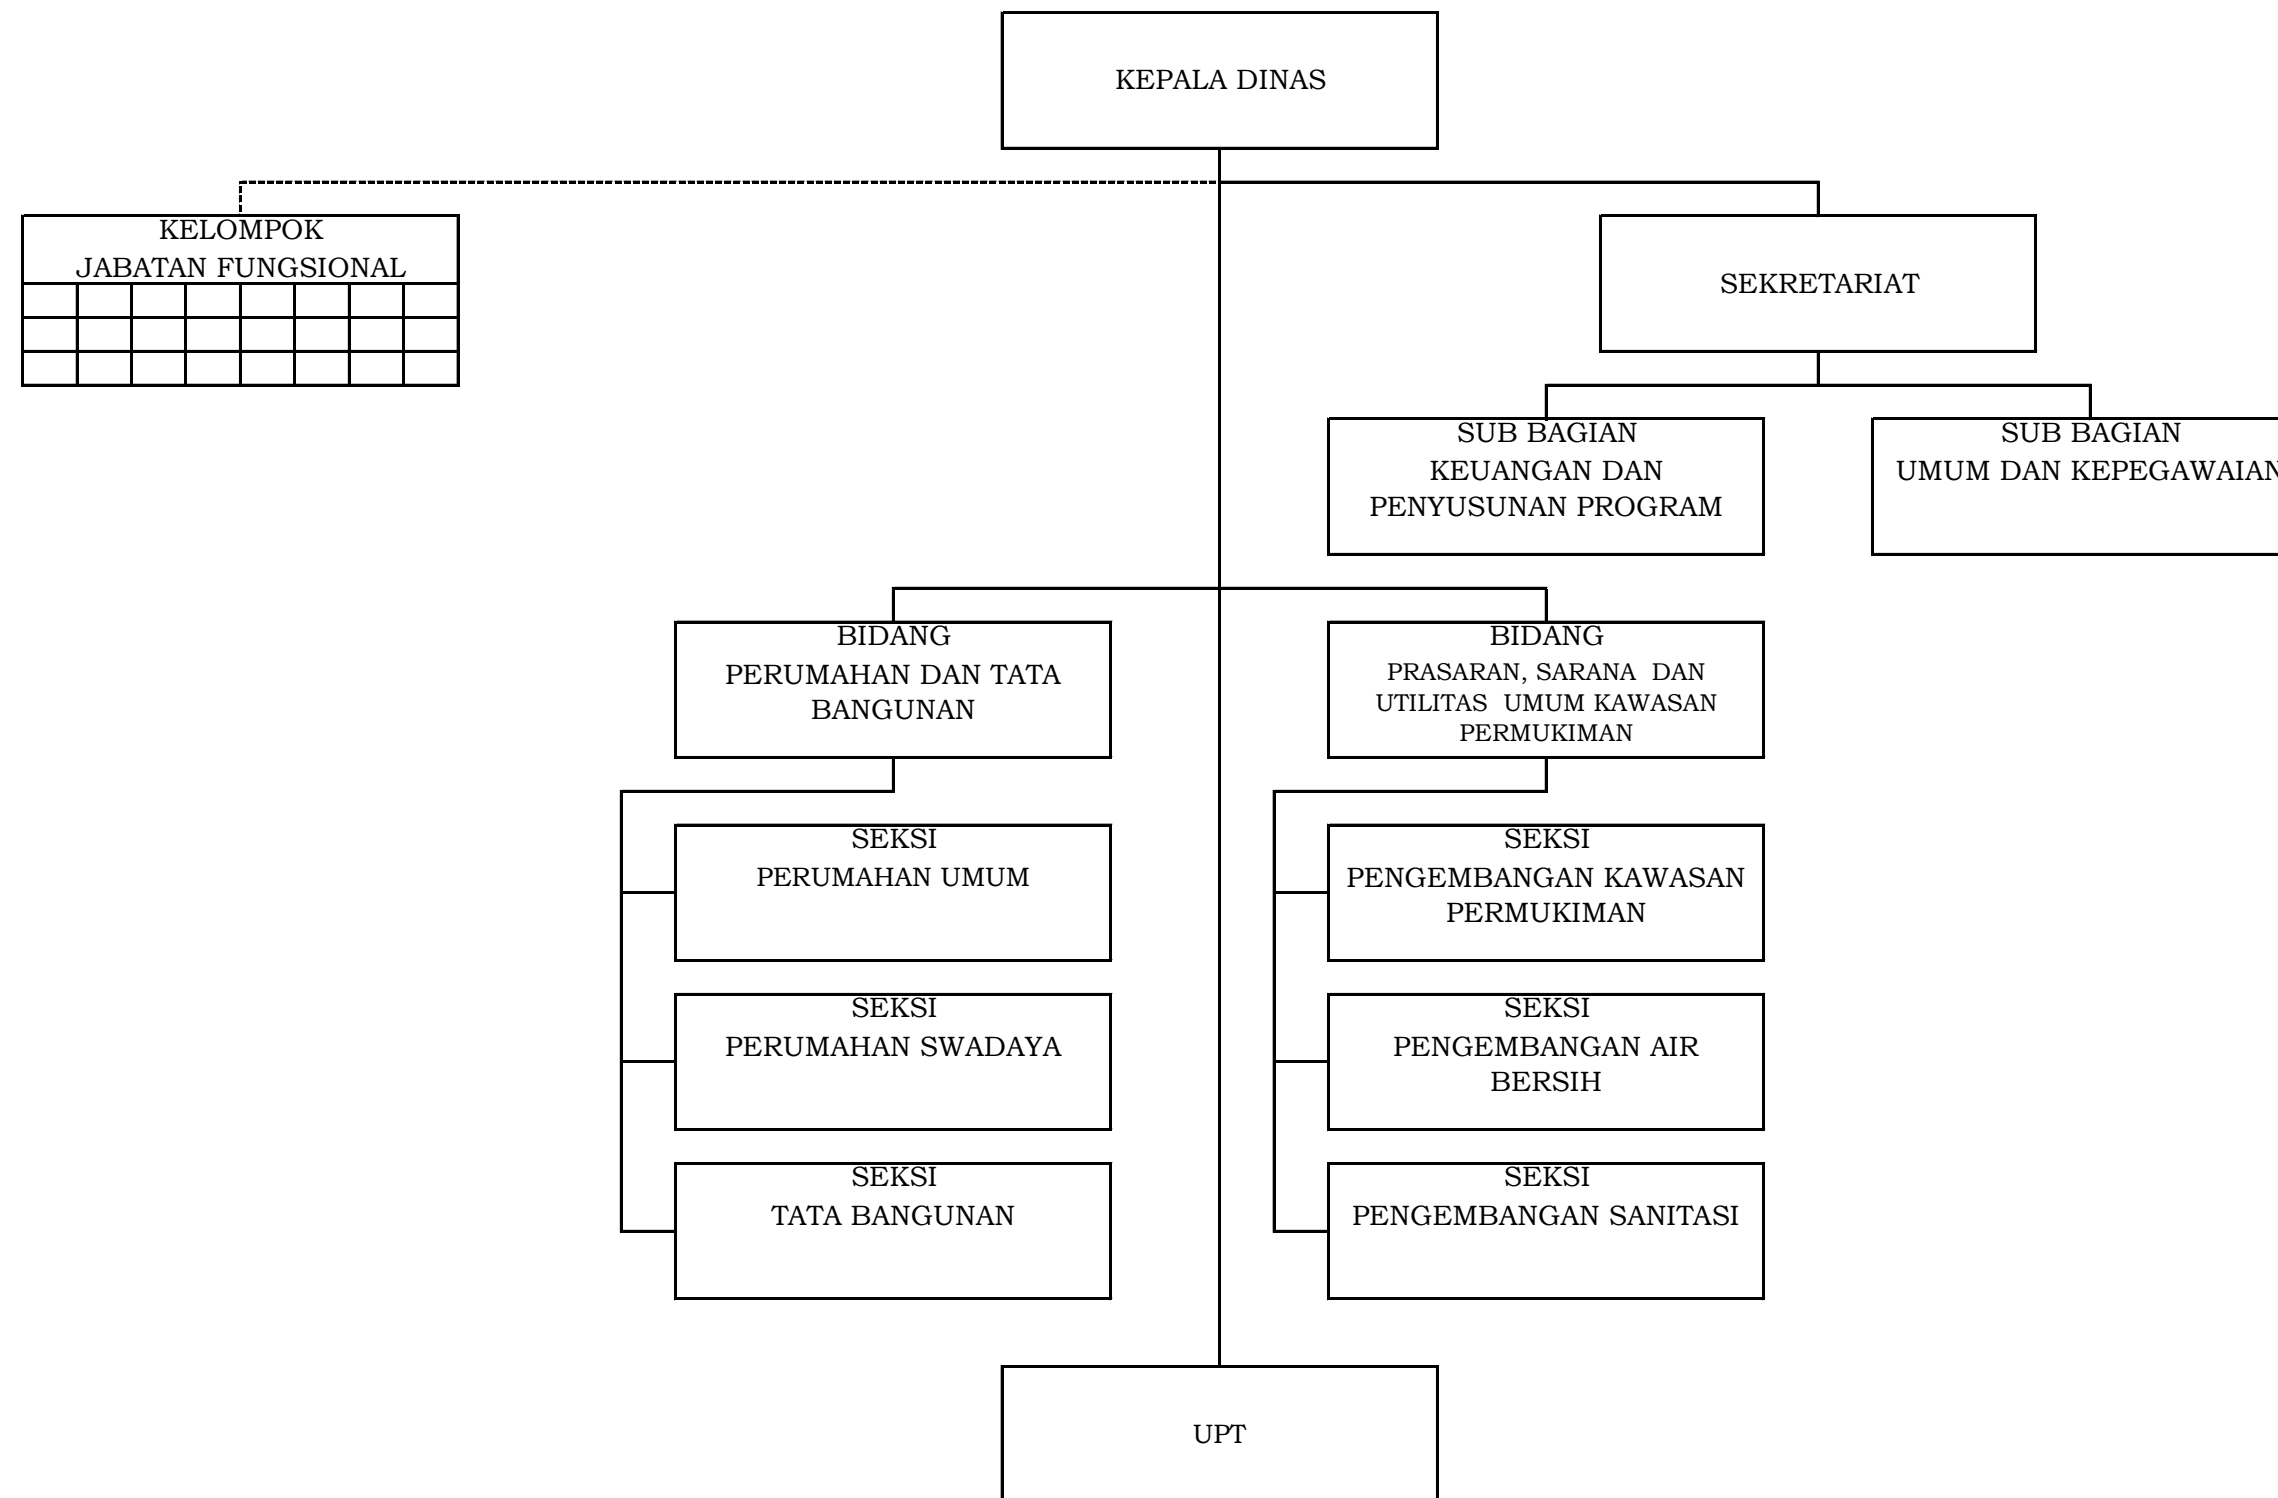 KEPALA DINAS
KELOMPOK
JABATAN FUNGSIONAL
SEKRETARIAT
SUB BAGIAN
KEUANGAN DAN
PENYUSUNAN PROGRAM
SUB BAGIAN
UMUM DAN KEPEGAWAIAN
BIDANG
PERUMAHAN DAN TATA
BANGUNAN
BIDANG
PRASARAN, SARANA  DAN
UTILITAS  UMUM KAWASAN
PERMUKIMAN
SEKSI
PERUMAHAN UMUM
SEKSI
PENGEMBANGAN KAWASAN
PERMUKIMAN
SEKSI
PERUMAHAN SWADAYA
SEKSI
PENGEMBANGAN AIR
BERSIH
SEKSI
TATA BANGUNAN
SEKSI
PENGEMBANGAN SANITASI
UPT